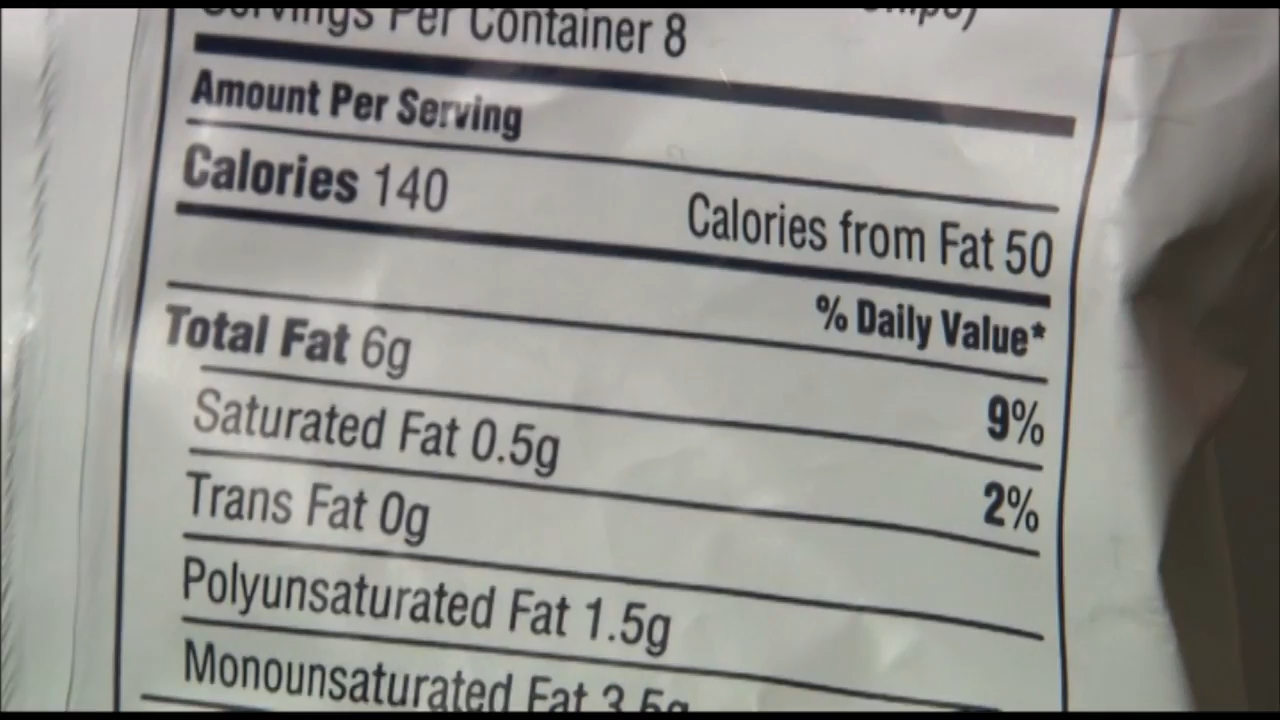 Servings Per Container 8
Amount Per Serving
Calories 140 Calories from Fat 50
% Daily Value*
Total Fat 6g 9%
Saturated Fat 0.5g 2%
Trans Fat 0g
Polyunsaturated Fat 1.5g
Monounsaturated Fat 3.5g